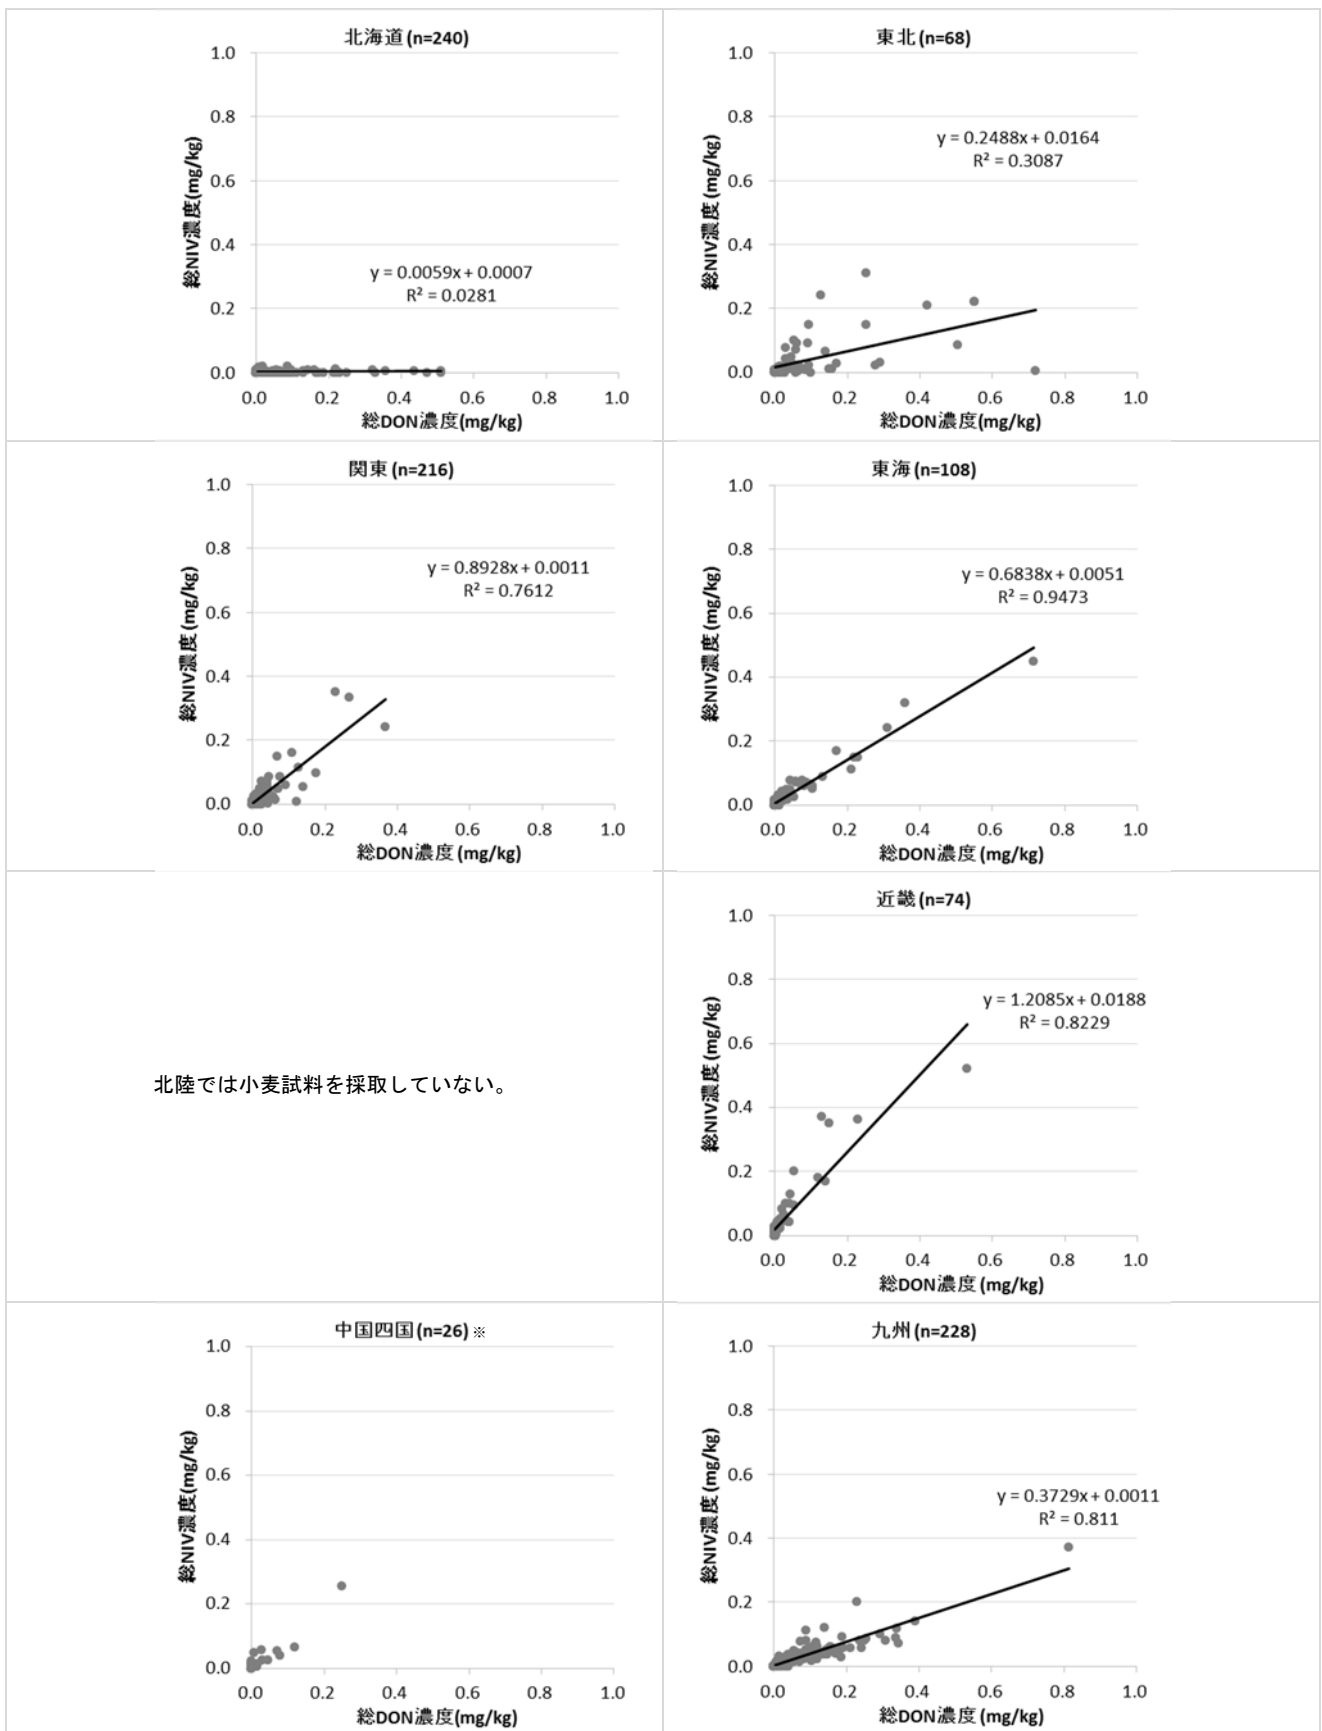 北海道(n=240)
1.0
0.8
0.6
0.4
0.2
0.0
総NIV濃度(mg/kg)
y = 0.0059x + 0.0007
R² = 0.0281
0.0 0.2 0.4 0.6 0.8 1.0
総DON濃度(mg/kg)
東北(n=68)
1.0
0.8
0.6
0.4
0.2
0.0
総NIV濃度(mg/kg)
y = 0.2488x + 0.0164
R² = 0.3087
0.0 0.2 0.4 0.6 0.8 1.0
総DON濃度(mg/kg)
関東(n=216)
1.0
0.8
0.6
0.4
0.2
0.0
総NIV濃度(mg/kg)
y = 0.8928x + 0.0011
R² = 0.7612
0.0 0.2 0.4 0.6 0.8 1.0
総DON濃度(mg/kg)
東海(n=108)
1.0
0.8
0.6
0.4
0.2
0.0
総NIV濃度(mg/kg)
y = 0.6838x + 0.0051
R² = 0.9473
0.0 0.2 0.4 0.6 0.8 1.0
総DON濃度(mg/kg)
北陸では小麦試料を採取していない。
近畿(n=74)
1.0
0.8
0.6
0.4
0.2
0.0
総NIV濃度(mg/kg)
y = 1.2085x + 0.0188
R² = 0.8229
0.0 0.2 0.4 0.6 0.8 1.0
総DON濃度(mg/kg)
中国四国(n=26)※
1.0
0.8
0.6
0.4
0.2
0.0
総NIV濃度(mg/kg)
0.0 0.2 0.4 0.6 0.8 1.0
総DON濃度(mg/kg)
九州(n=228)
1.0
0.8
0.6
0.4
0.2
0.0
総NIV濃度(mg/kg)
y = 0.3729x + 0.0011
R² = 0.811
0.0 0.2 0.4 0.6 0.8 1.0
総DON濃度(mg/kg)